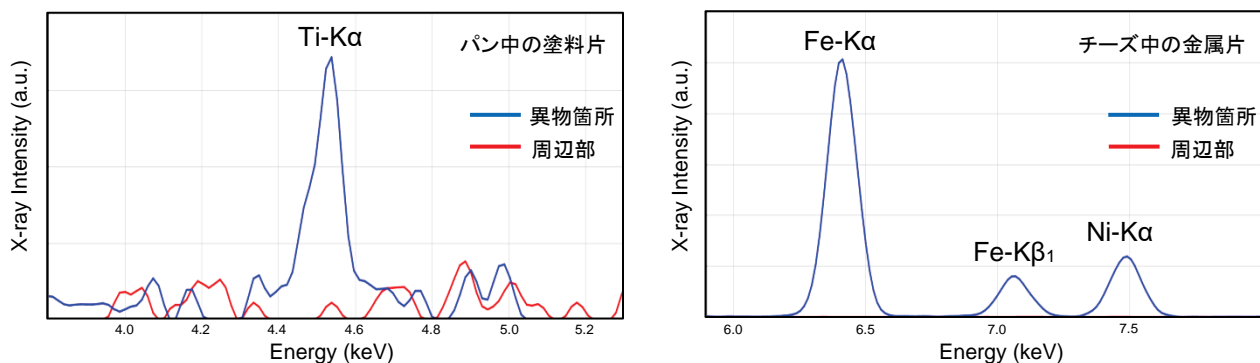 Ti-Kα
パン中の塗料片
異物箇所
周辺部
X-ray Intensity (a.u.)
4.0 4.2 4.4 4.6 4.8 5.0 5.2
Energy (keV)
Fe-Kα
チーズ中の金属片
異物箇所
周辺部
Fe-Kβ₁
Ni-Kα
X-ray Intensity (a.u.)
6.0 6.5 7.0 7.5
Energy (keV)